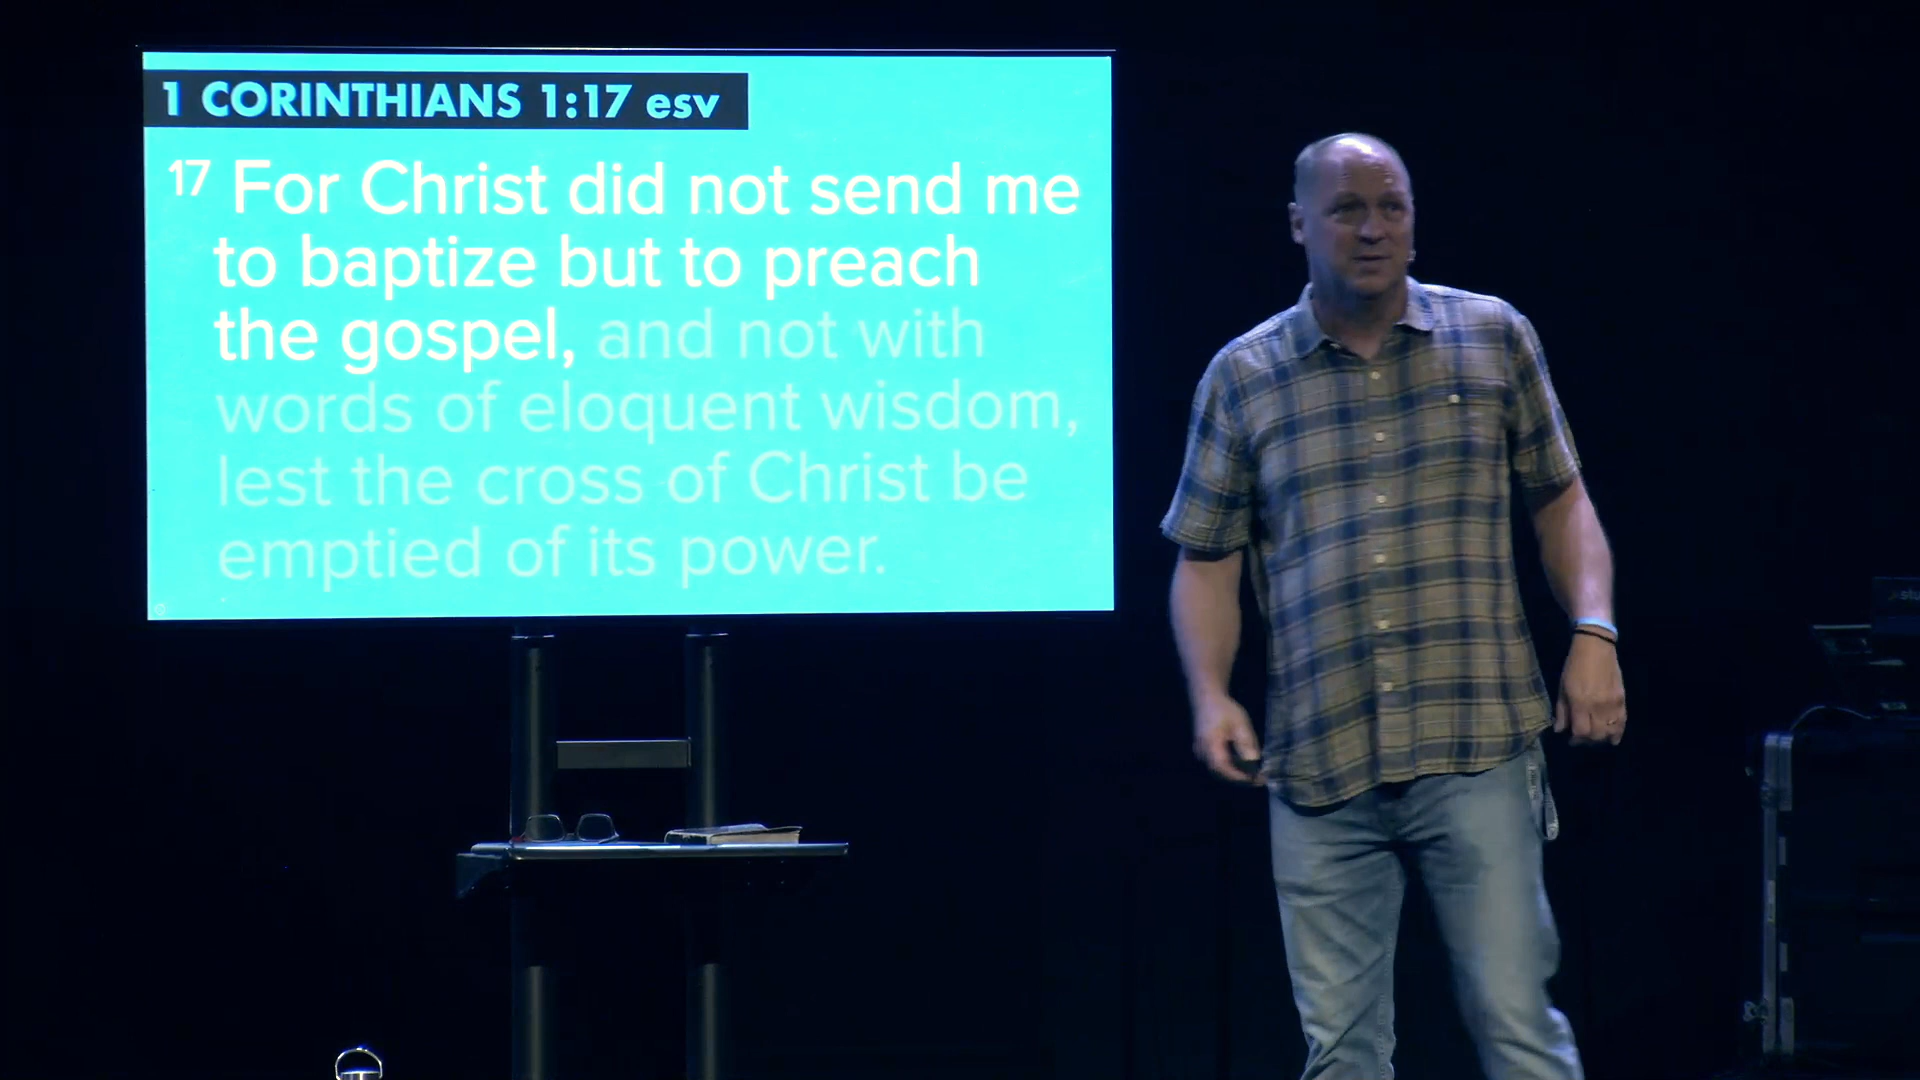 1 CORINTHIANS 1:17 esv
17 For Christ did not send me
to baptize but to preach
the gospel, and not with
words of eloquent wisdom,
lest the cross of Christ be
emptied of its power.